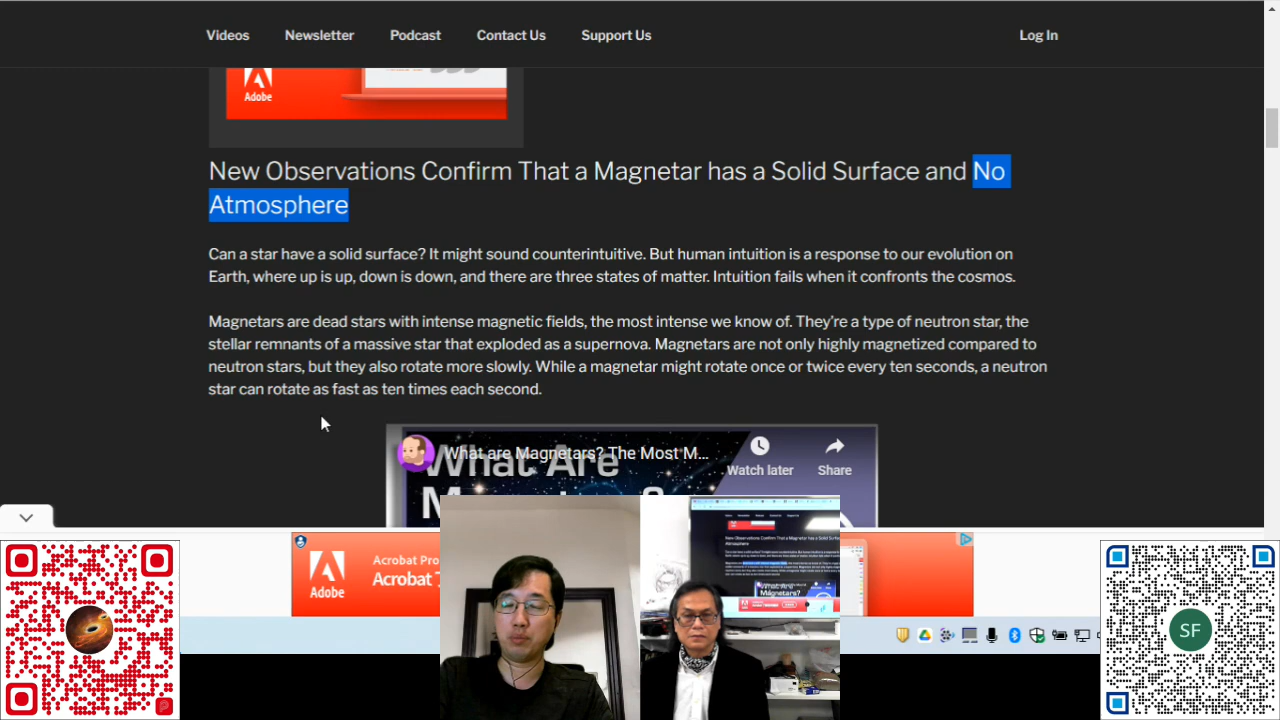 Videos Newsletter Podcast Contact Us Support Us Log In
Adobe
New Observations Confirm That a Magnetar has a Solid Surface and No
Atmosphere
Can a star have a solid surface? It might sound counterintuitive. But human intuition is a response to our evolution on
Earth, where up is up, down is down, and there are three states of matter. Intuition fails when it confronts the cosmos.
Magnetars are dead stars with intense magnetic fields, the most intense we know of. They're a type of neutron star, the
stellar remnants of a massive star that exploded as a supernova. Magnetars are not only highly magnetized compared to
neutron stars, but they also rotate more slowly. While a magnetar might rotate once or twice every ten seconds, a neutron
star can rotate as fast as ten times each second.
What are Magnetars? The Most M...
What Are
Watch later Share
Adobe
Acrobat Pro
Acrobat
SF